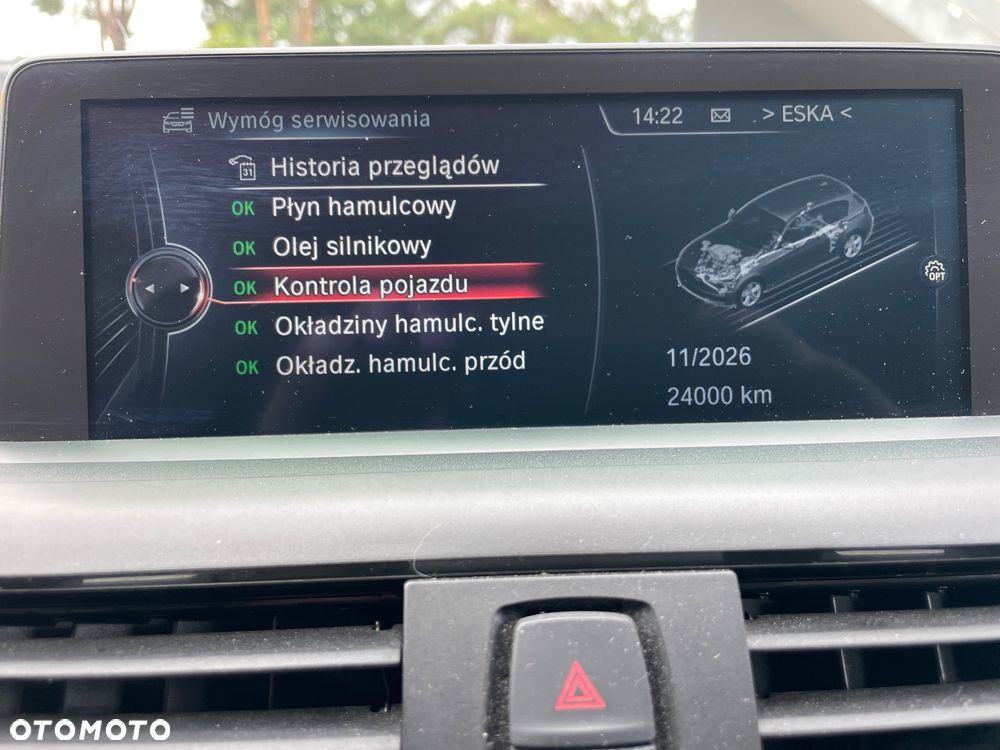 Wymóg serwisowania
14:22 > ESKA <
31 Historia przeglądów
OK Płyn hamulcowy
OK Olej silnikowy
OK Kontrola pojazdu
OK Okładziny hamulc. tylne
OK Okładz. hamulc. przód
OPT
11/2026
24000 km
OTOMOTO